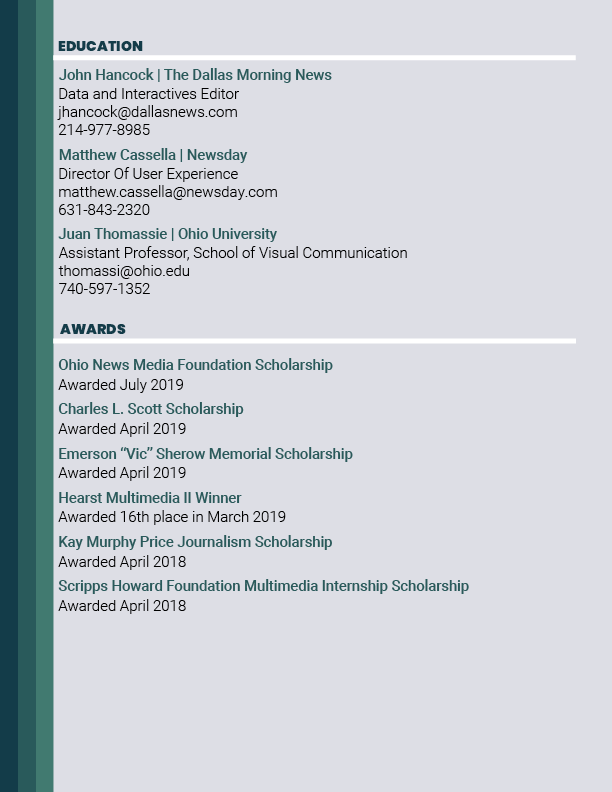 EDUCATION
John Hancock | The Dallas Morning News
Data and Interactives Editor
jhancock@dallasnews.com
214-977-8985
Matthew Cassella | Newsday
Director Of User Experience
matthew.cassella@newsday.com
631-843-2320
Juan Thomassie | Ohio University
Assistant Professor, School of Visual Communication
thomassi@ohio.edu
740-597-1352
AWARDS
Ohio News Media Foundation Scholarship
Awarded July 2019
Charles L. Scott Scholarship
Awarded April 2019
Emerson “Vic” Sherow Memorial Scholarship
Awarded April 2019
Hearst Multimedia II Winner
Awarded 16th place in March 2019
Kay Murphy Price Journalism Scholarship
Awarded April 2018
Scripps Howard Foundation Multimedia Internship Scholarship
Awarded April 2018